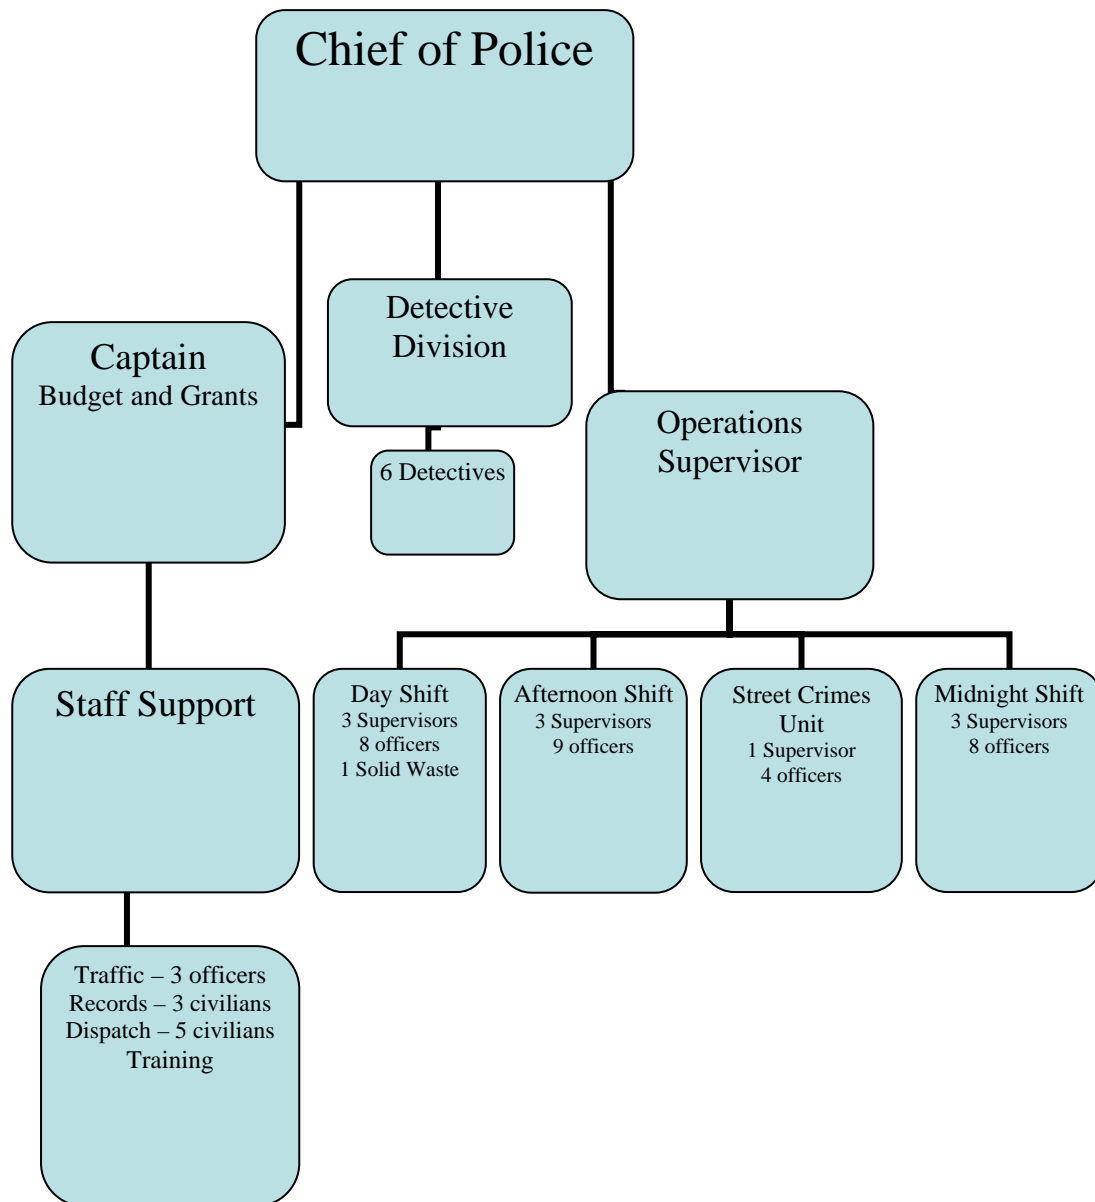 Chief of Police
Detective
Division
Captain
Budget and Grants
Operations
Supervisor
6 Detectives
Staff Support
Day Shift
3 Supervisors
8 officers
1 Solid Waste
Afternoon Shift
3 Supervisors
9 officers
Street Crimes
Unit
1 Supervisor
4 officers
Midnight Shift
3 Supervisors
8 officers
Traffic – 3 officers
Records – 3 civilians
Dispatch – 5 civilians
Training